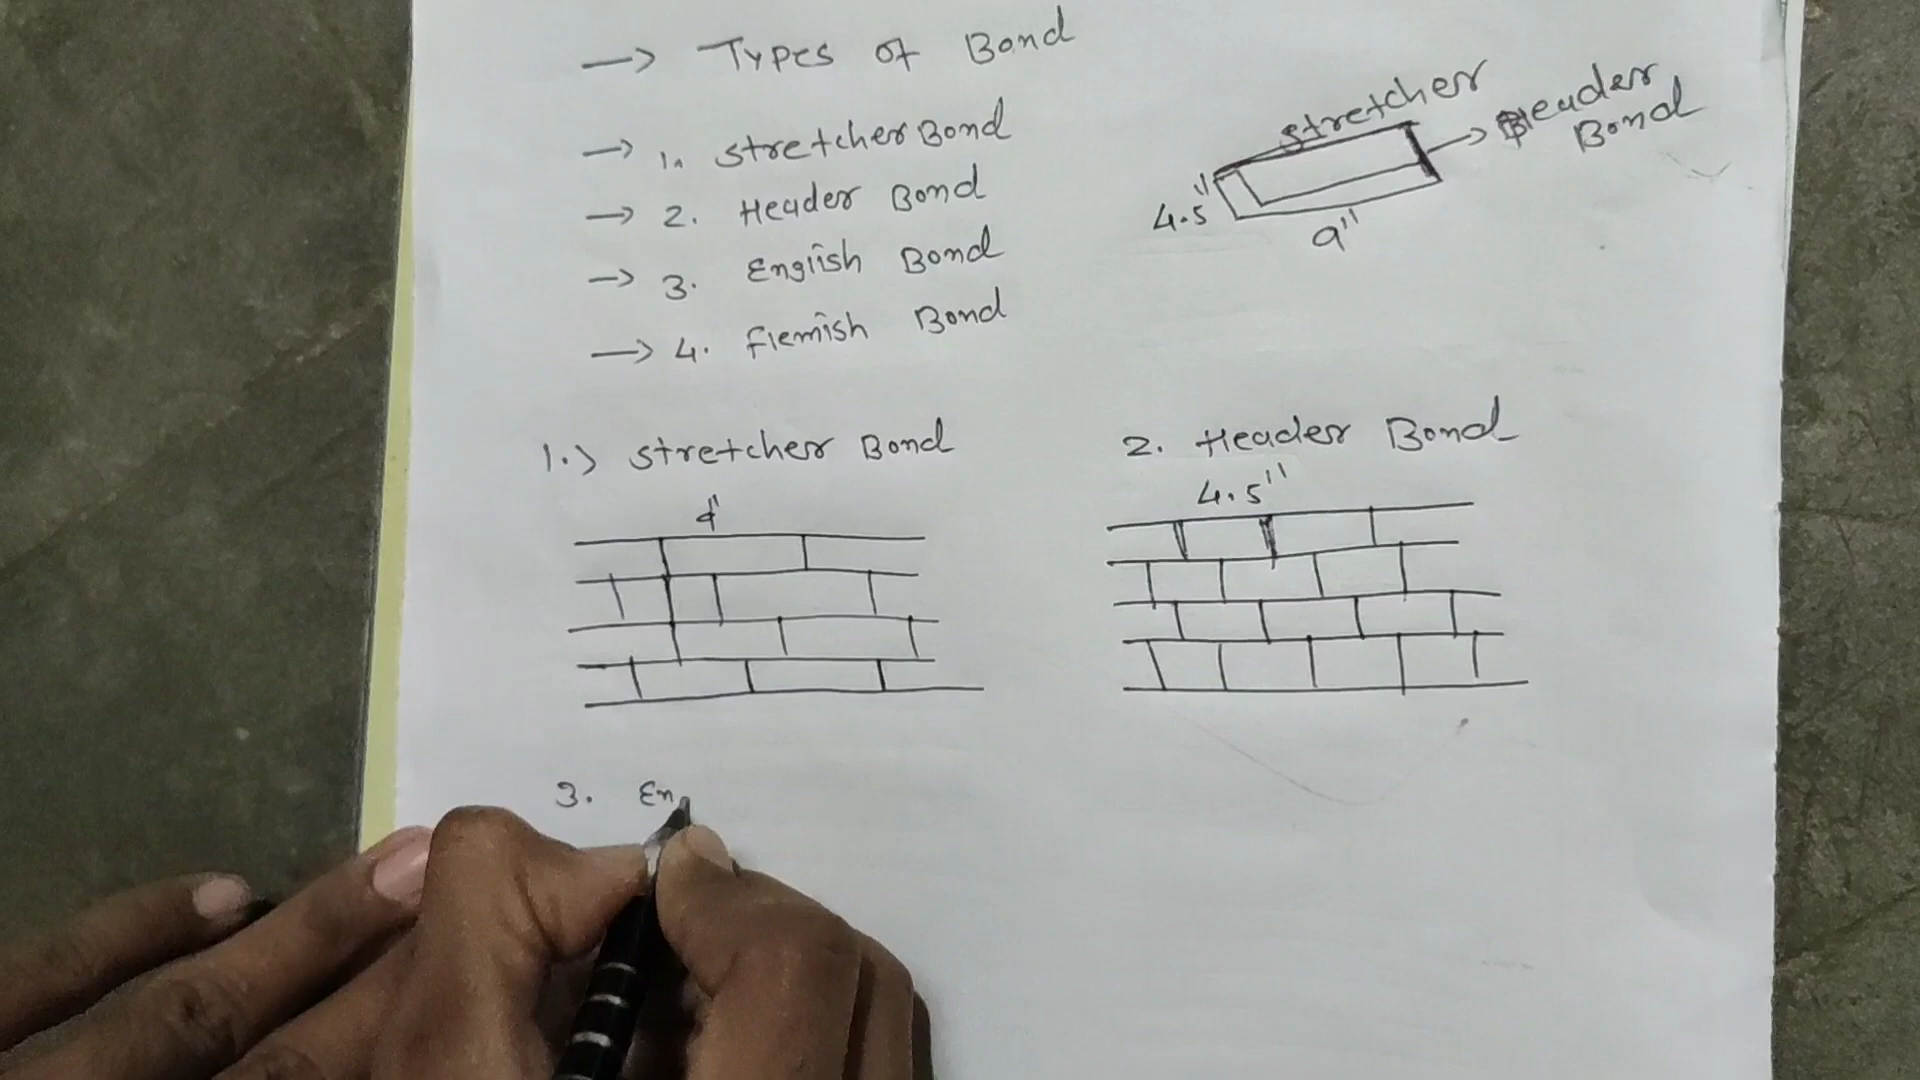 → Types of Bond
→ 1. Stretcher Bond
→ 2. Header Bond
→ 3. English Bond
→ 4. Flemish Bond
Stretcher
→ Header
Bond
4.5"
9"
1.) Stretcher Bond
2. Header Bond
4.5"
3. En